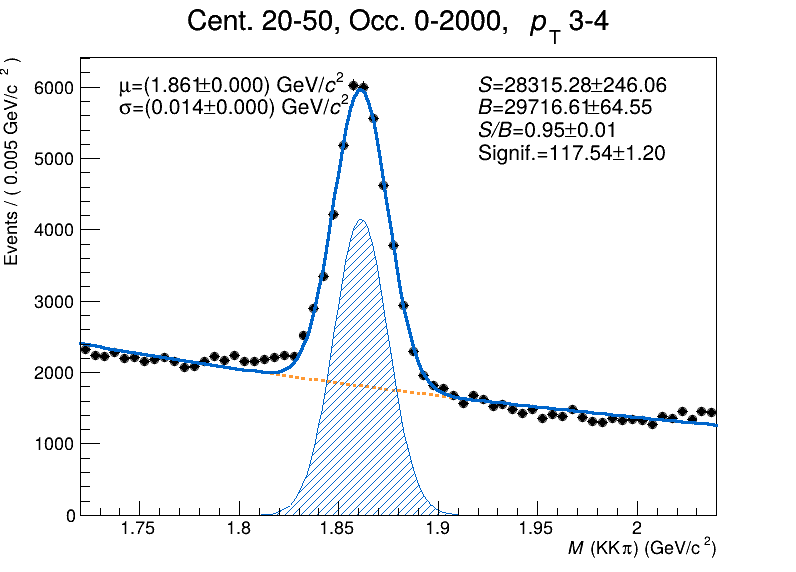 Cent. 20-50, Occ. 0-2000, pT 3-4
Events / ( 0.005 GeV/c 2 )
μ=(1.861±0.000) GeV/c2
σ=(0.014±0.000) GeV/c2
S=28315.28±246.06
B=29716.61±64.55
S/B=0.95±0.01
Signif.=117.54±1.20
6000
5000
4000
3000
2000
1000
0
1.75 1.8 1.85 1.9 1.95 2
M (KKπ) (GeV/c2)